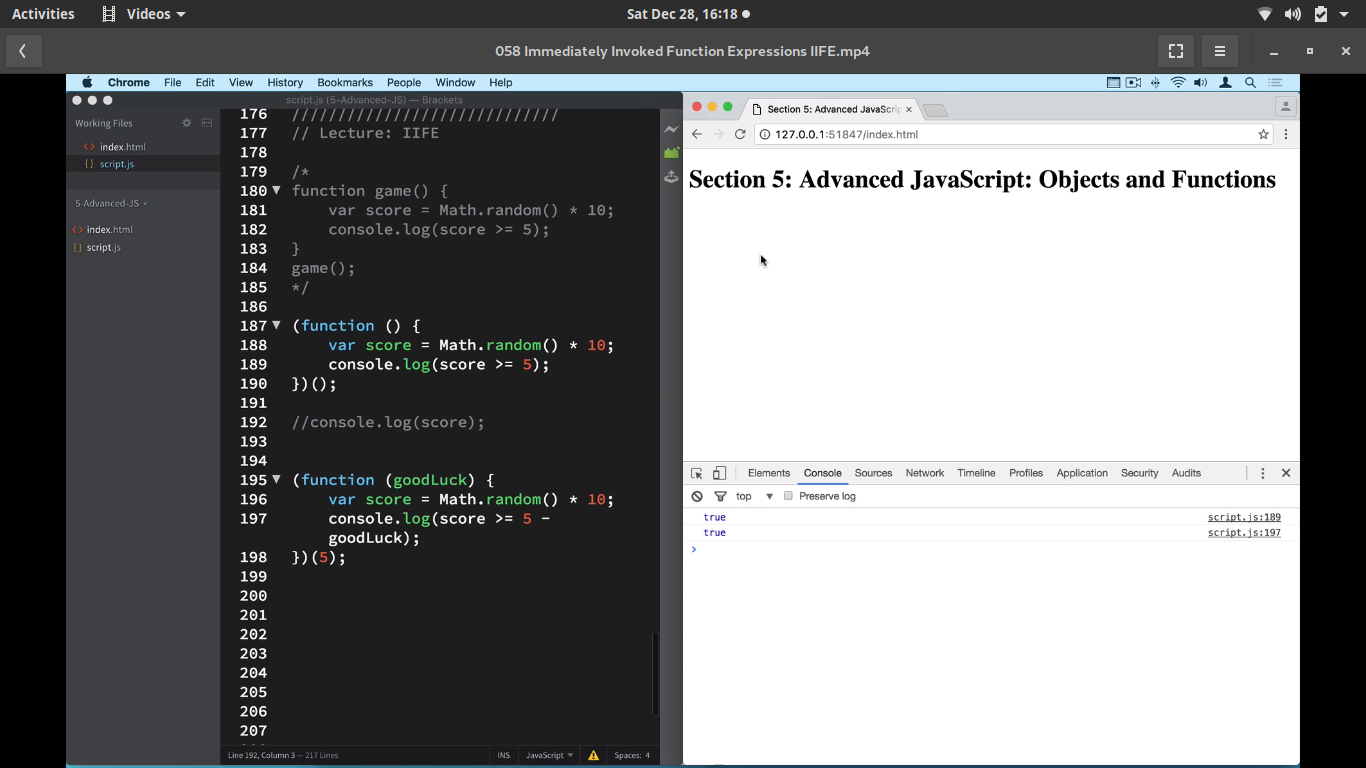 Activities Videos Sat Dec 28, 16:18
058 Immediately Invoked Function Expressions IIFE.mp4
Chrome File Edit View History Bookmarks People Window Help
script.js (5-Advanced-JS) — Brackets
Working Files
<> index.html
{} script.js
5-Advanced-JS
<> index.html
{} script.js
176 /////////////////////////////
177 // Lecture: IIFE
178
179 /*
180 function game() {
181 var score = Math.random() * 10;
182 console.log(score >= 5);
183 }
184 game();
185 */
186
187 (function () {
188 var score = Math.random() * 10;
189 console.log(score >= 5);
190 })();
191
192 //console.log(score);
193
194
195 (function (goodLuck) {
196 var score = Math.random() * 10;
197 console.log(score >= 5 -
goodLuck);
198 })(5);
199
200
201
202
203
204
205
206
207
Line 192, Column 3 — 217 Lines INS JavaScript Spaces: 4
Section 5: Advanced JavaScri
127.0.0.1:51847/index.html
Section 5: Advanced JavaScript: Objects and Functions
Elements Console Sources Network Timeline Profiles Application Security Audits
top Preserve log
true script.js:189
true script.js:197
>